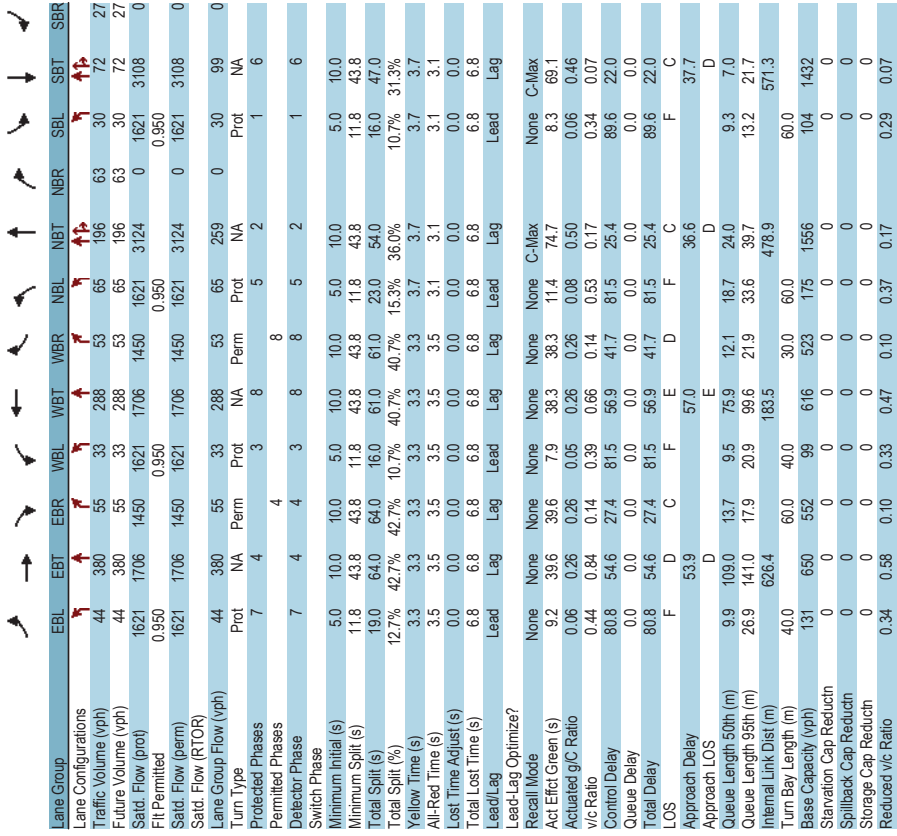 Lane Group EBL EBT EBR WBL WBT WBR NBL NBT NBR SBL SBT SBR
Lane Configurations
Traffic Volume (vph) 44 380 55 33 288 53 65 196 63 30 72 27
Future Volume (vph) 44 380 55 33 288 53 65 196 63 30 72 27
Satd. Flow (prot) 1621 1706 1450 1621 1706 1450 1621 3124 0 1621 3108 0
Flt Permitted 0.950 0.950 0.950 0.950
Satd. Flow (perm) 1621 1706 1450 1621 1706 1450 1621 3124 0 1621 3108 0
Satd. Flow (RTOR)
Lane Group Flow (vph) 44 380 55 33 288 53 65 259 0 30 99 0
Turn Type Prot NA Perm Prot NA Perm Prot NA Prot NA
Protected Phases 7 4 3 8 5 2 1 6
Permitted Phases 4 8
Detector Phase 7 4 4 3 8 8 5 2 1 6
Switch Phase
Minimum Initial (s) 5.0 10.0 10.0 5.0 10.0 10.0 5.0 10.0 5.0 10.0
Minimum Split (s) 11.8 43.8 43.8 11.8 43.8 43.8 11.8 43.8 11.8 43.8
Total Split (s) 19.0 64.0 64.0 16.0 61.0 61.0 23.0 54.0 16.0 47.0
Total Split (%) 12.7% 42.7% 42.7% 10.7% 40.7% 40.7% 15.3% 36.0% 10.7% 31.3%
Yellow Time (s) 3.3 3.3 3.3 3.3 3.3 3.3 3.7 3.7 3.7 3.7
All-Red Time (s) 3.5 3.5 3.5 3.5 3.5 3.5 3.1 3.1 3.1 3.1
Lost Time Adjust (s) 0.0 0.0 0.0 0.0 0.0 0.0 0.0 0.0 0.0 0.0
Total Lost Time (s) 6.8 6.8 6.8 6.8 6.8 6.8 6.8 6.8 6.8 6.8
Lead/Lag Lead Lag Lag Lead Lag Lag Lead Lag Lead Lag
Lead-Lag Optimize?
Recall Mode None None None None None None None C-Max None C-Max
Act Effct Green (s) 9.2 39.6 39.6 7.9 38.3 38.3 11.4 74.7 8.3 69.1
Actuated g/C Ratio 0.06 0.26 0.26 0.05 0.26 0.26 0.08 0.50 0.06 0.46
v/c Ratio 0.44 0.84 0.14 0.39 0.66 0.14 0.53 0.17 0.34 0.07
Control Delay 80.8 54.6 27.4 81.5 56.9 41.7 81.5 25.4 89.6 22.0
Queue Delay 0.0 0.0 0.0 0.0 0.0 0.0 0.0 0.0 0.0 0.0
Total Delay 80.8 54.6 27.4 81.5 56.9 41.7 81.5 25.4 89.6 22.0
LOS F D C F E D F C F C
Approach Delay 53.9 57.0 36.6 37.7
Approach LOS D E D D
Queue Length 50th (m) 9.9 109.0 13.7 9.5 75.9 12.1 18.7 24.0 9.3 7.0
Queue Length 95th (m) 26.9 141.0 17.9 20.9 99.6 21.9 33.6 39.7 13.2 21.7
Internal Link Dist (m) 626.4 183.5 478.9 571.3
Turn Bay Length (m) 40.0 60.0 40.0 30.0 60.0 60.0
Base Capacity (vph) 131 650 552 99 616 523 175 1556 104 1432
Starvation Cap Reductn 0 0 0 0 0 0 0 0 0 0
Spillback Cap Reductn 0 0 0 0 0 0 0 0 0 0
Storage Cap Reductn 0 0 0 0 0 0 0 0 0 0
Reduced v/c Ratio 0.34 0.58 0.10 0.33 0.47 0.10 0.37 0.17 0.29 0.07